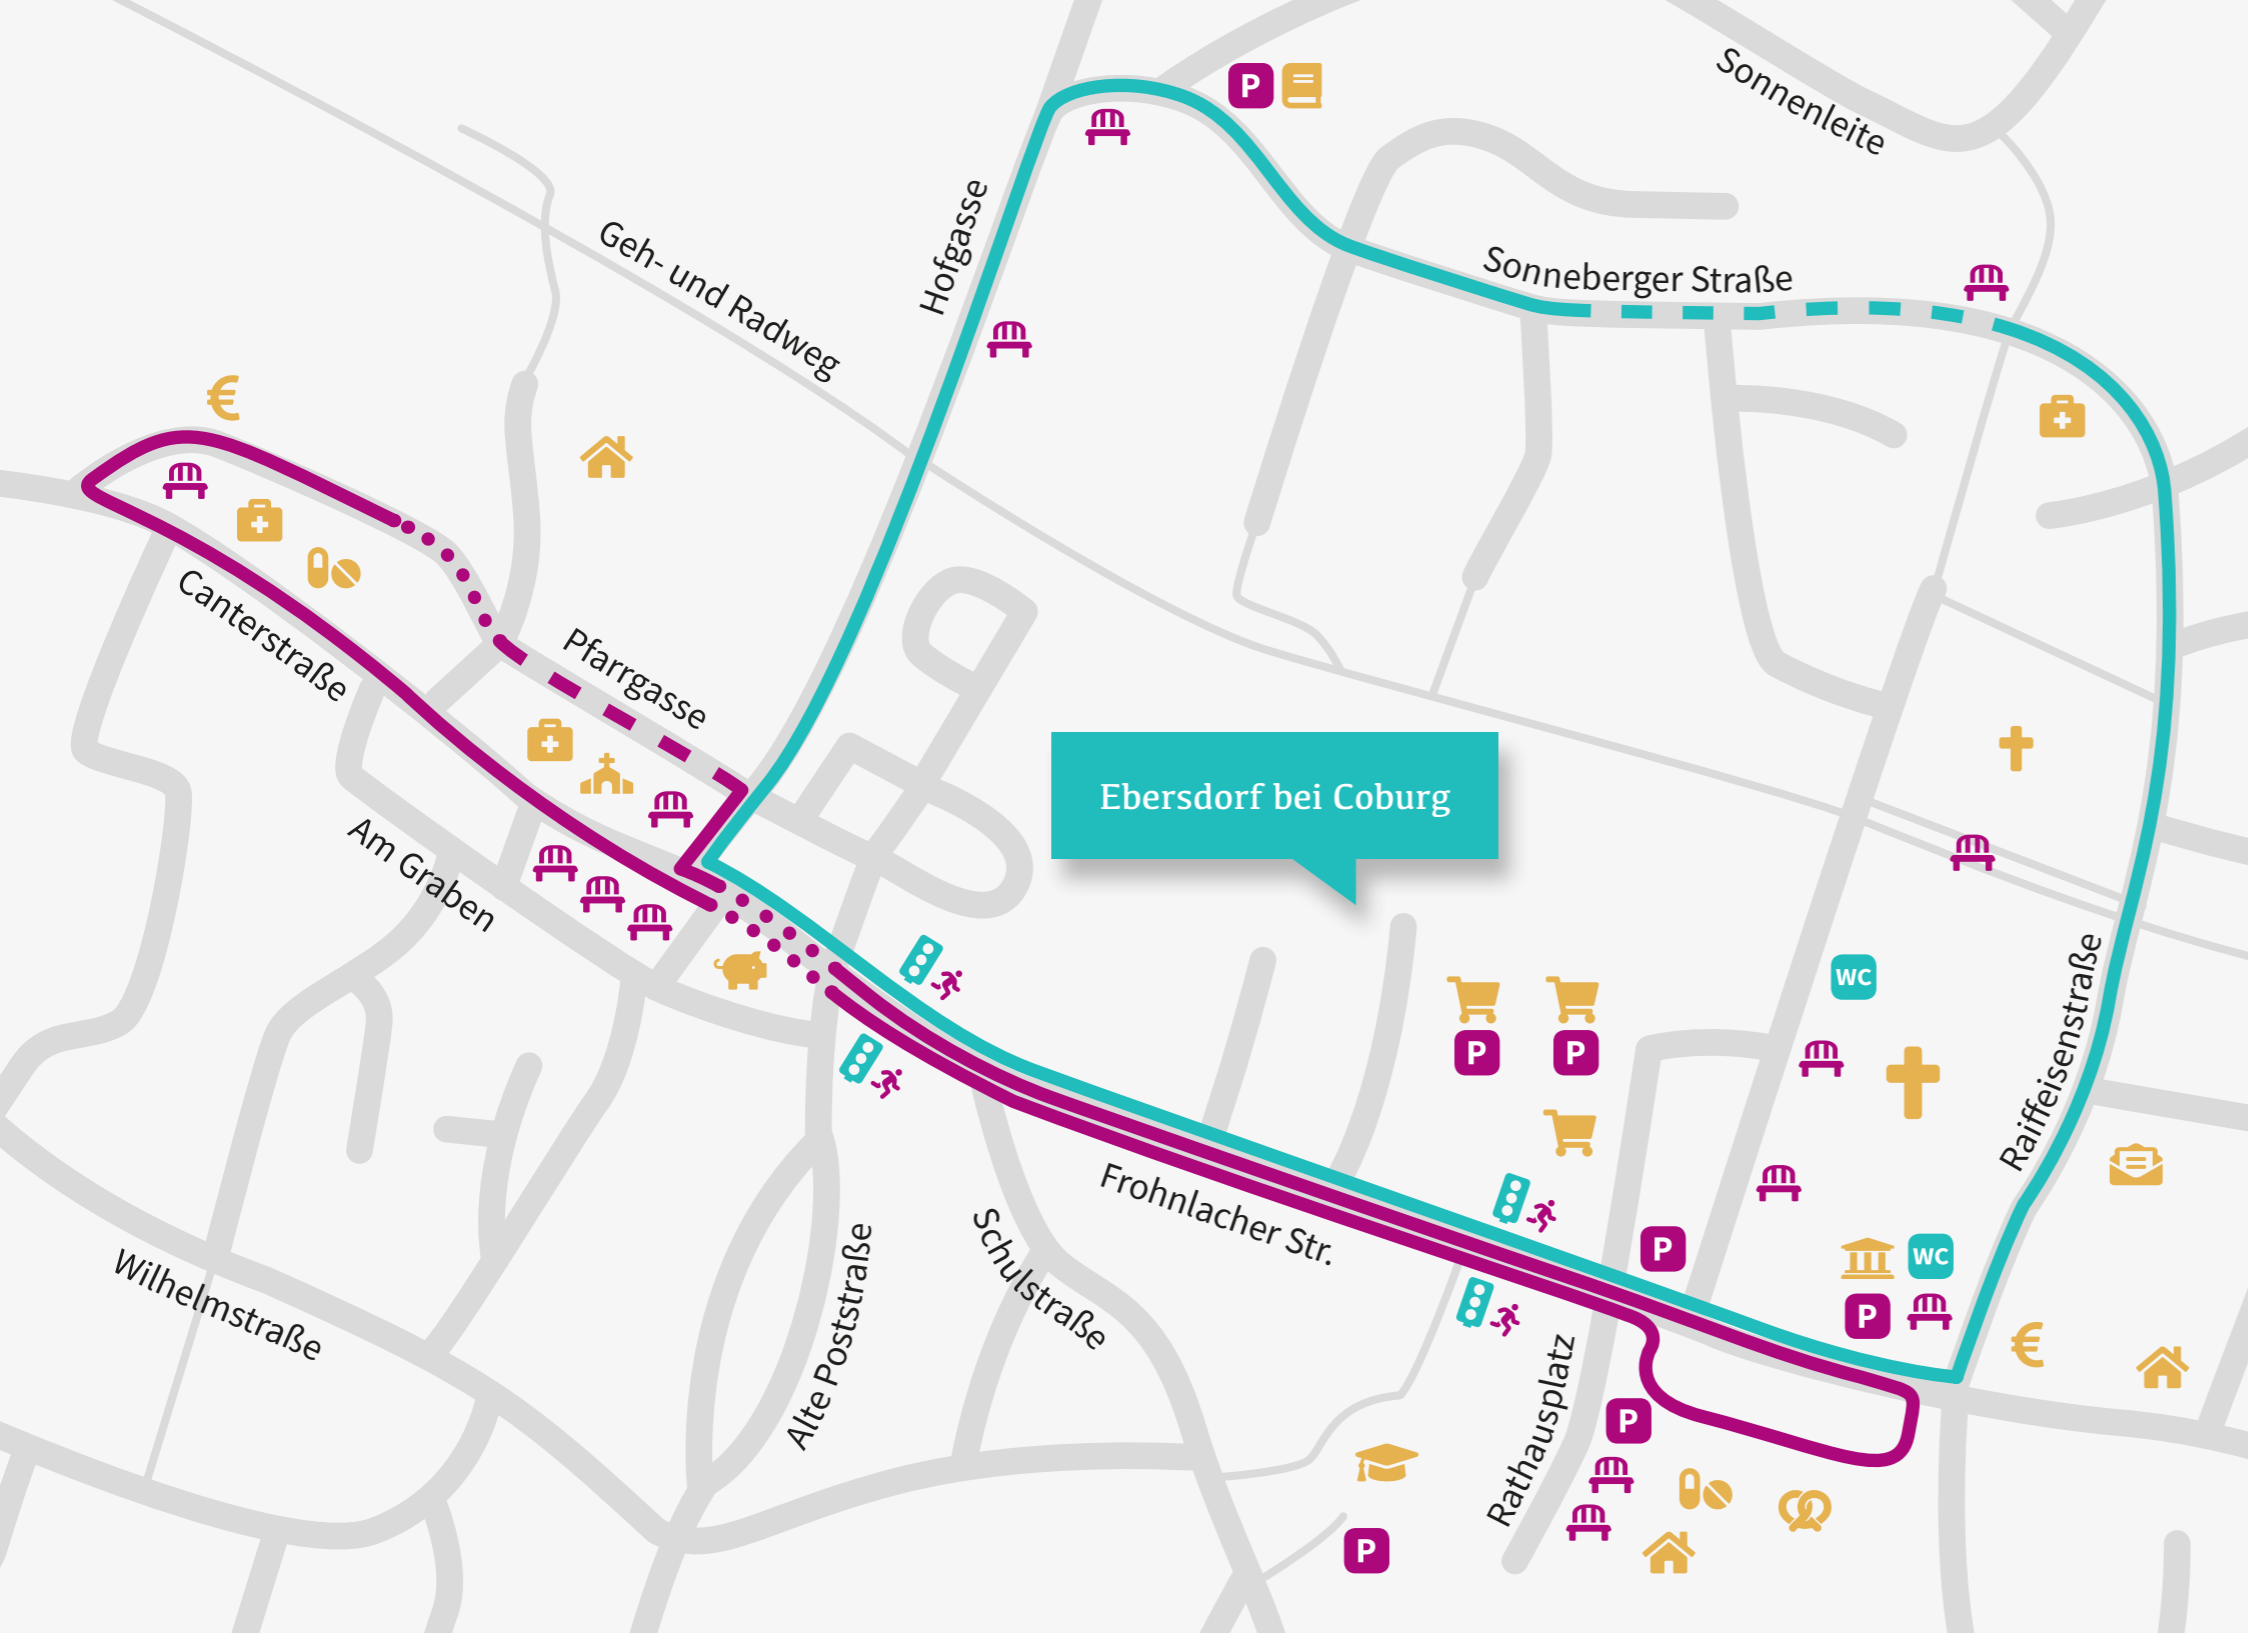 Sonnenleite
P
Hofgasse
Geh- und Radweg
Sonneberger Straße
€
Canterstraße
Pfarrgasse
Ebersdorf bei Coburg
Am Graben
WC
Raiffeisenstraße
P
P
Frohnlacher Str.
Schulstraße
Alte Poststraße
Wilhelmstraße
P
WC
P
€
Rathausplatz
P
P